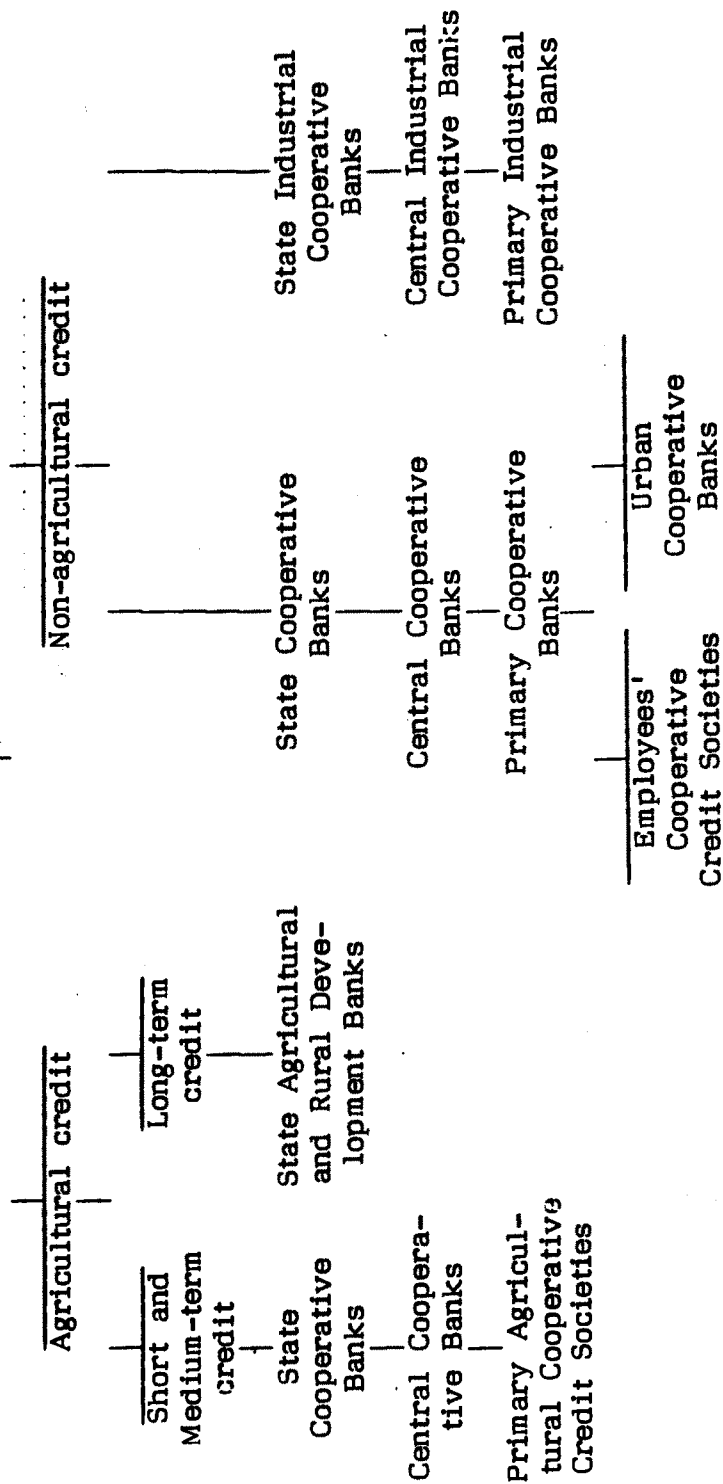 Agricultural credit
Short and
Medium-term
credit
State
Cooperative
Banks
Central Coopera-
tive Banks
Primary Agricul-
tural Cooperative
Credit Societies
Long-term
credit
State Agricultural
and Rural Deve-
lopment Banks
Non-agricultural credit
State Cooperative
Banks
Central Cooperative
Banks
Primary Cooperative
Banks
Employees'
Cooperative
Credit Societies
Urban
Cooperative
Banks
State Industrial
Cooperative
Banks
Central Industrial
Cooperative Banks
Primary Industrial
Cooperative Banks